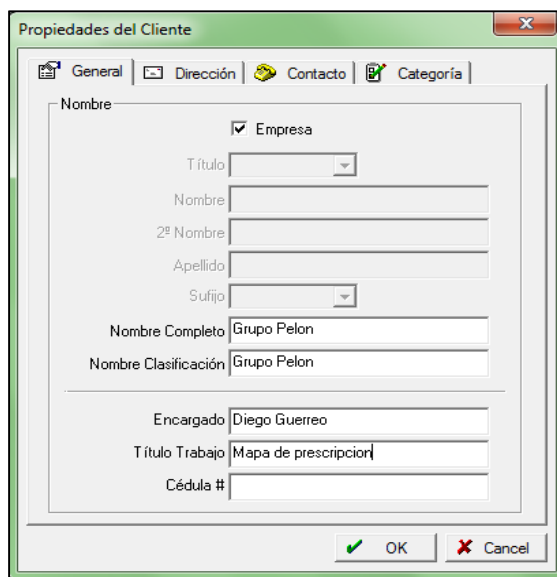 Propiedades del Cliente
General Dirección Contacto Categoría
Nombre
Empresa
Título
Nombre
2º Nombre
Apellido
Sufijo
Nombre Completo Grupo Pelon
Nombre Clasificación Grupo Pelon
Encargado Diego Guerreo
Título Trabajo Mapa de prescripcion
Cédula #
OK Cancel